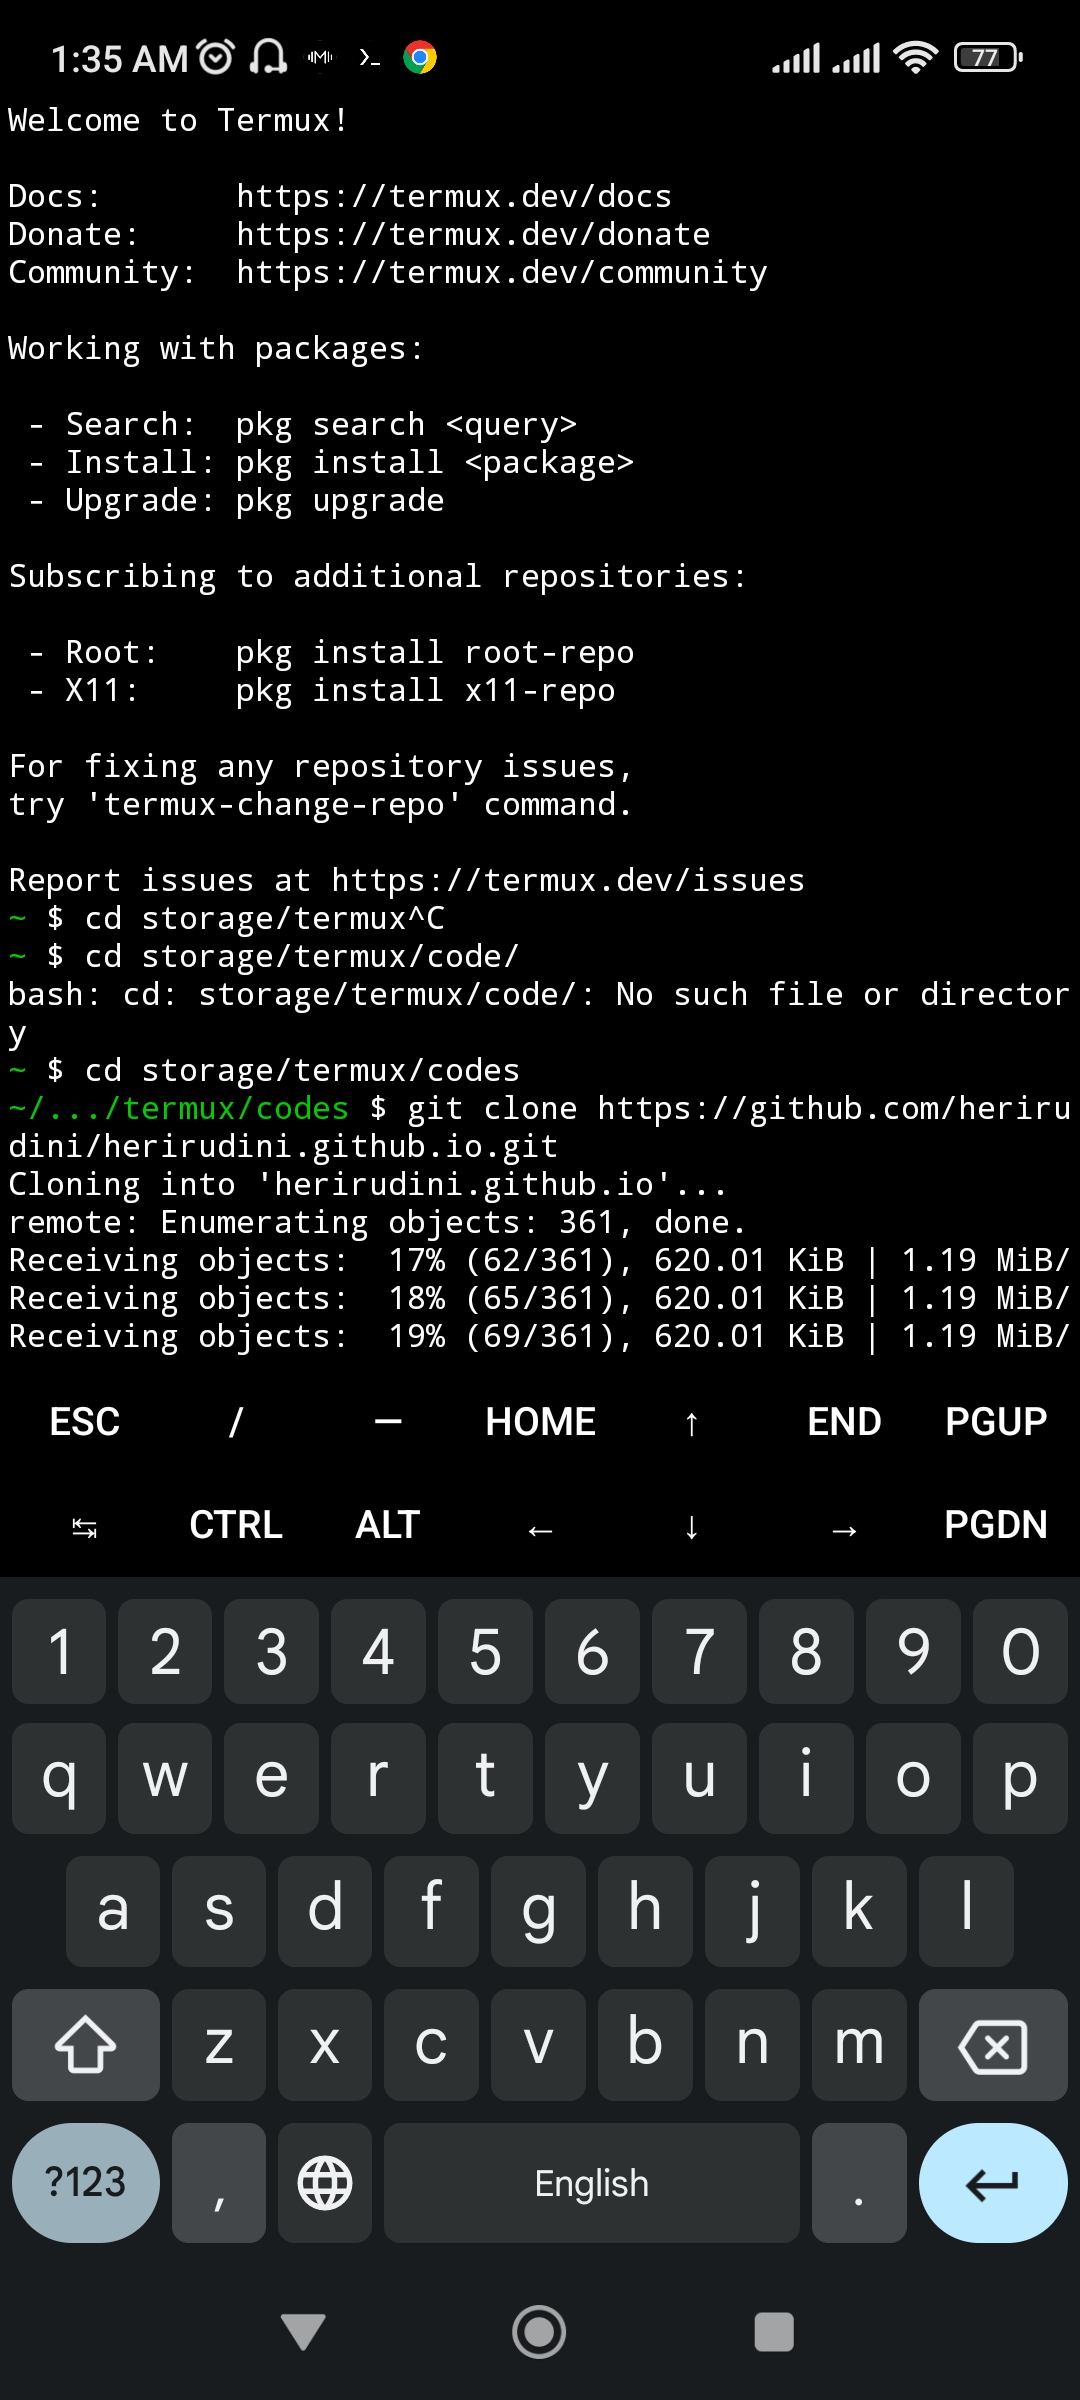 1:35 AM 77
Welcome to Termux!
Docs:       https://termux.dev/docs
Donate:     https://termux.dev/donate
Community:  https://termux.dev/community
Working with packages:
 - Search:  pkg search <query>
 - Install: pkg install <package>
 - Upgrade: pkg upgrade
Subscribing to additional repositories:
 - Root:    pkg install root-repo
 - X11:     pkg install x11-repo
For fixing any repository issues,
try 'termux-change-repo' command.
Report issues at https://termux.dev/issues
~ $ cd storage/termux^C
~ $ cd storage/termux/code/
bash: cd: storage/termux/code/: No such file or director
y
~ $ cd storage/termux/codes
~/.../termux/codes $ git clone https://github.com/heriru
dini/herirudini.github.io.git
Cloning into 'herirudini.github.io'...
remote: Enumerating objects: 361, done.
Receiving objects:  17% (62/361), 620.01 KiB | 1.19 MiB/
Receiving objects:  18% (65/361), 620.01 KiB | 1.19 MiB/
Receiving objects:  19% (69/361), 620.01 KiB | 1.19 MiB/
ESC / — HOME ↑ END PGUP
↹ CTRL ALT ← ↓ → PGDN
1 2 3 4 5 6 7 8 9 0
q w e r t y u i o p
a s d f g h j k l
z x c v b n m
?123 , English .